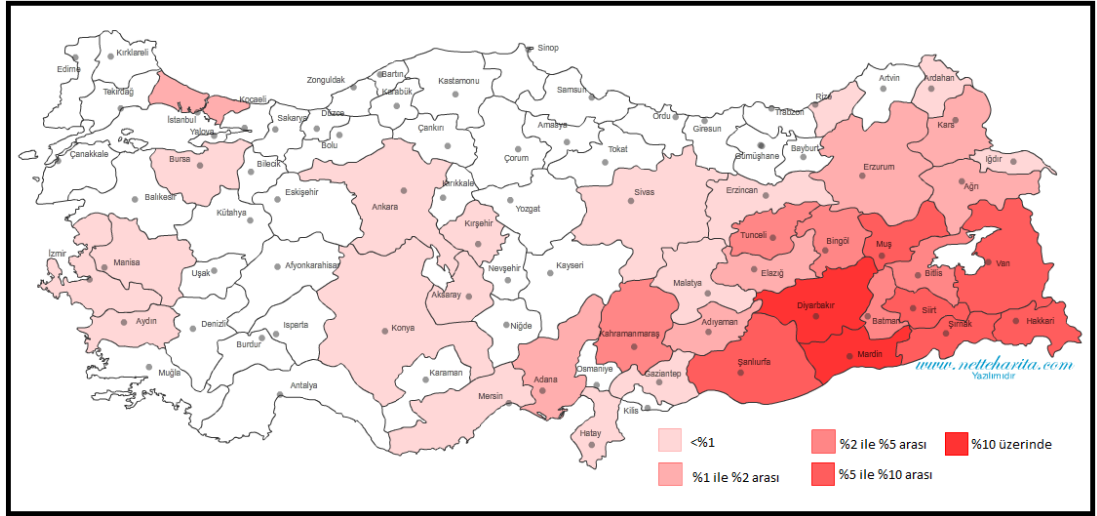 Sinop
Kırklareli
Edirne
Bartın
Kastamonu
Zonguldak
Karabük
Artvin
Ardahan
Tekirdağ
Kocaeli
Samsun
Rize
İstanbul
Sakarya
Düzce
Ordu
Giresun
Trabzon
Kars
Yalova
Bolu
Çankırı
Amasya
Çanakkale
Bursa
Bilecik
Çorum
Tokat
Gümüşhane
Bayburt
Iğdır
Erzurum
Ağrı
Balıkesir
Eskişehir
Kırıkkale
Sivas
Erzincan
Ankara
Yozgat
Kütahya
Kırşehir
Tunceli
Bingöl
Muş
İzmir
Manisa
Uşak
Afyonkarahisar
Nevşehir
Kayseri
Elazığ
Bitlis
Van
Malatya
Aksaray
Diyarbakır
Aydın
Denizli
Isparta
Konya
Niğde
Kahramanmaraş
Adıyaman
Batman
Siirt
Şırnak
Hakkari
Burdur
Mardin
Muğla
Antalya
Karaman
Adana
Osmaniye
Gaziantep
Şanlıurfa
www.netteharita.com
Yazılımıdır
Mersin
Kilis
Hatay
<%1
%2 ile %5 arası
%10 üzerinde
%1 ile %2 arası
%5 ile %10 arası